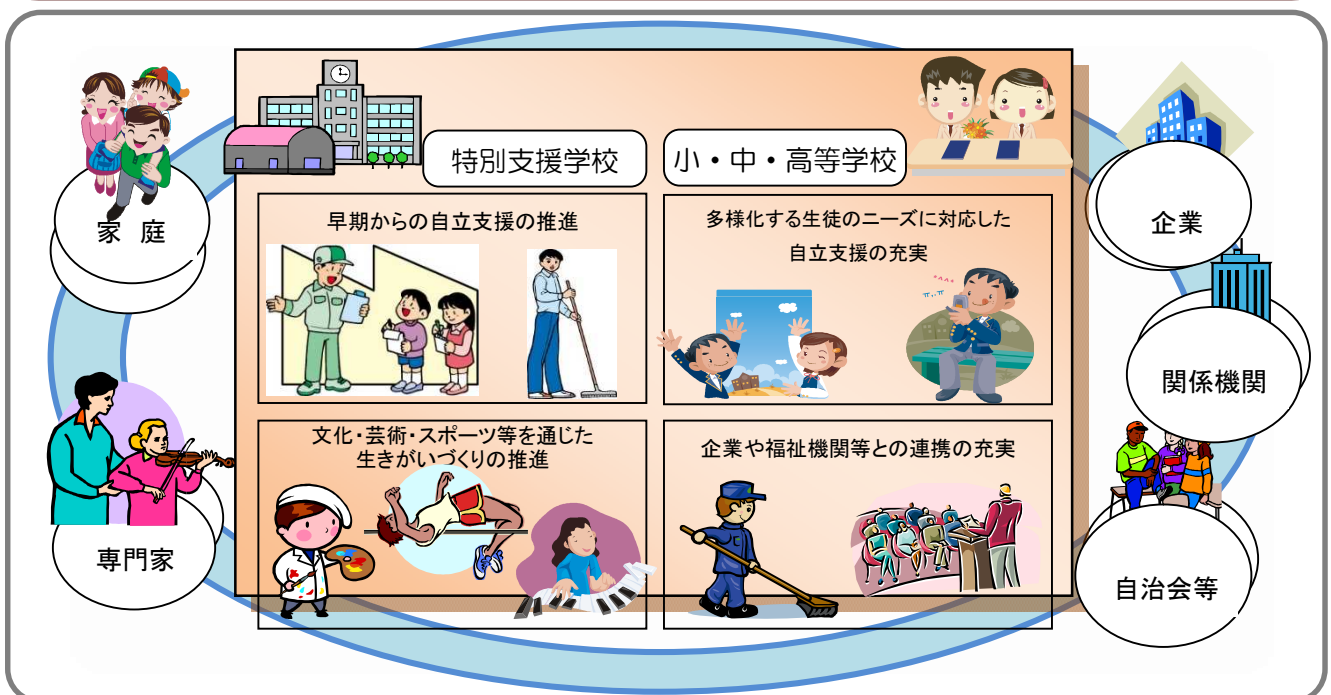 特別支援学校
小・中・高等学校
家 庭
早期からの自立支援の推進
多様化する生徒のニーズに対応した
自立支援の充実
企業
関係機関
文化・芸術・スポーツ等を通じた
生きがいづくりの推進
企業や福祉機関等との連携の充実
専門家
自治会等